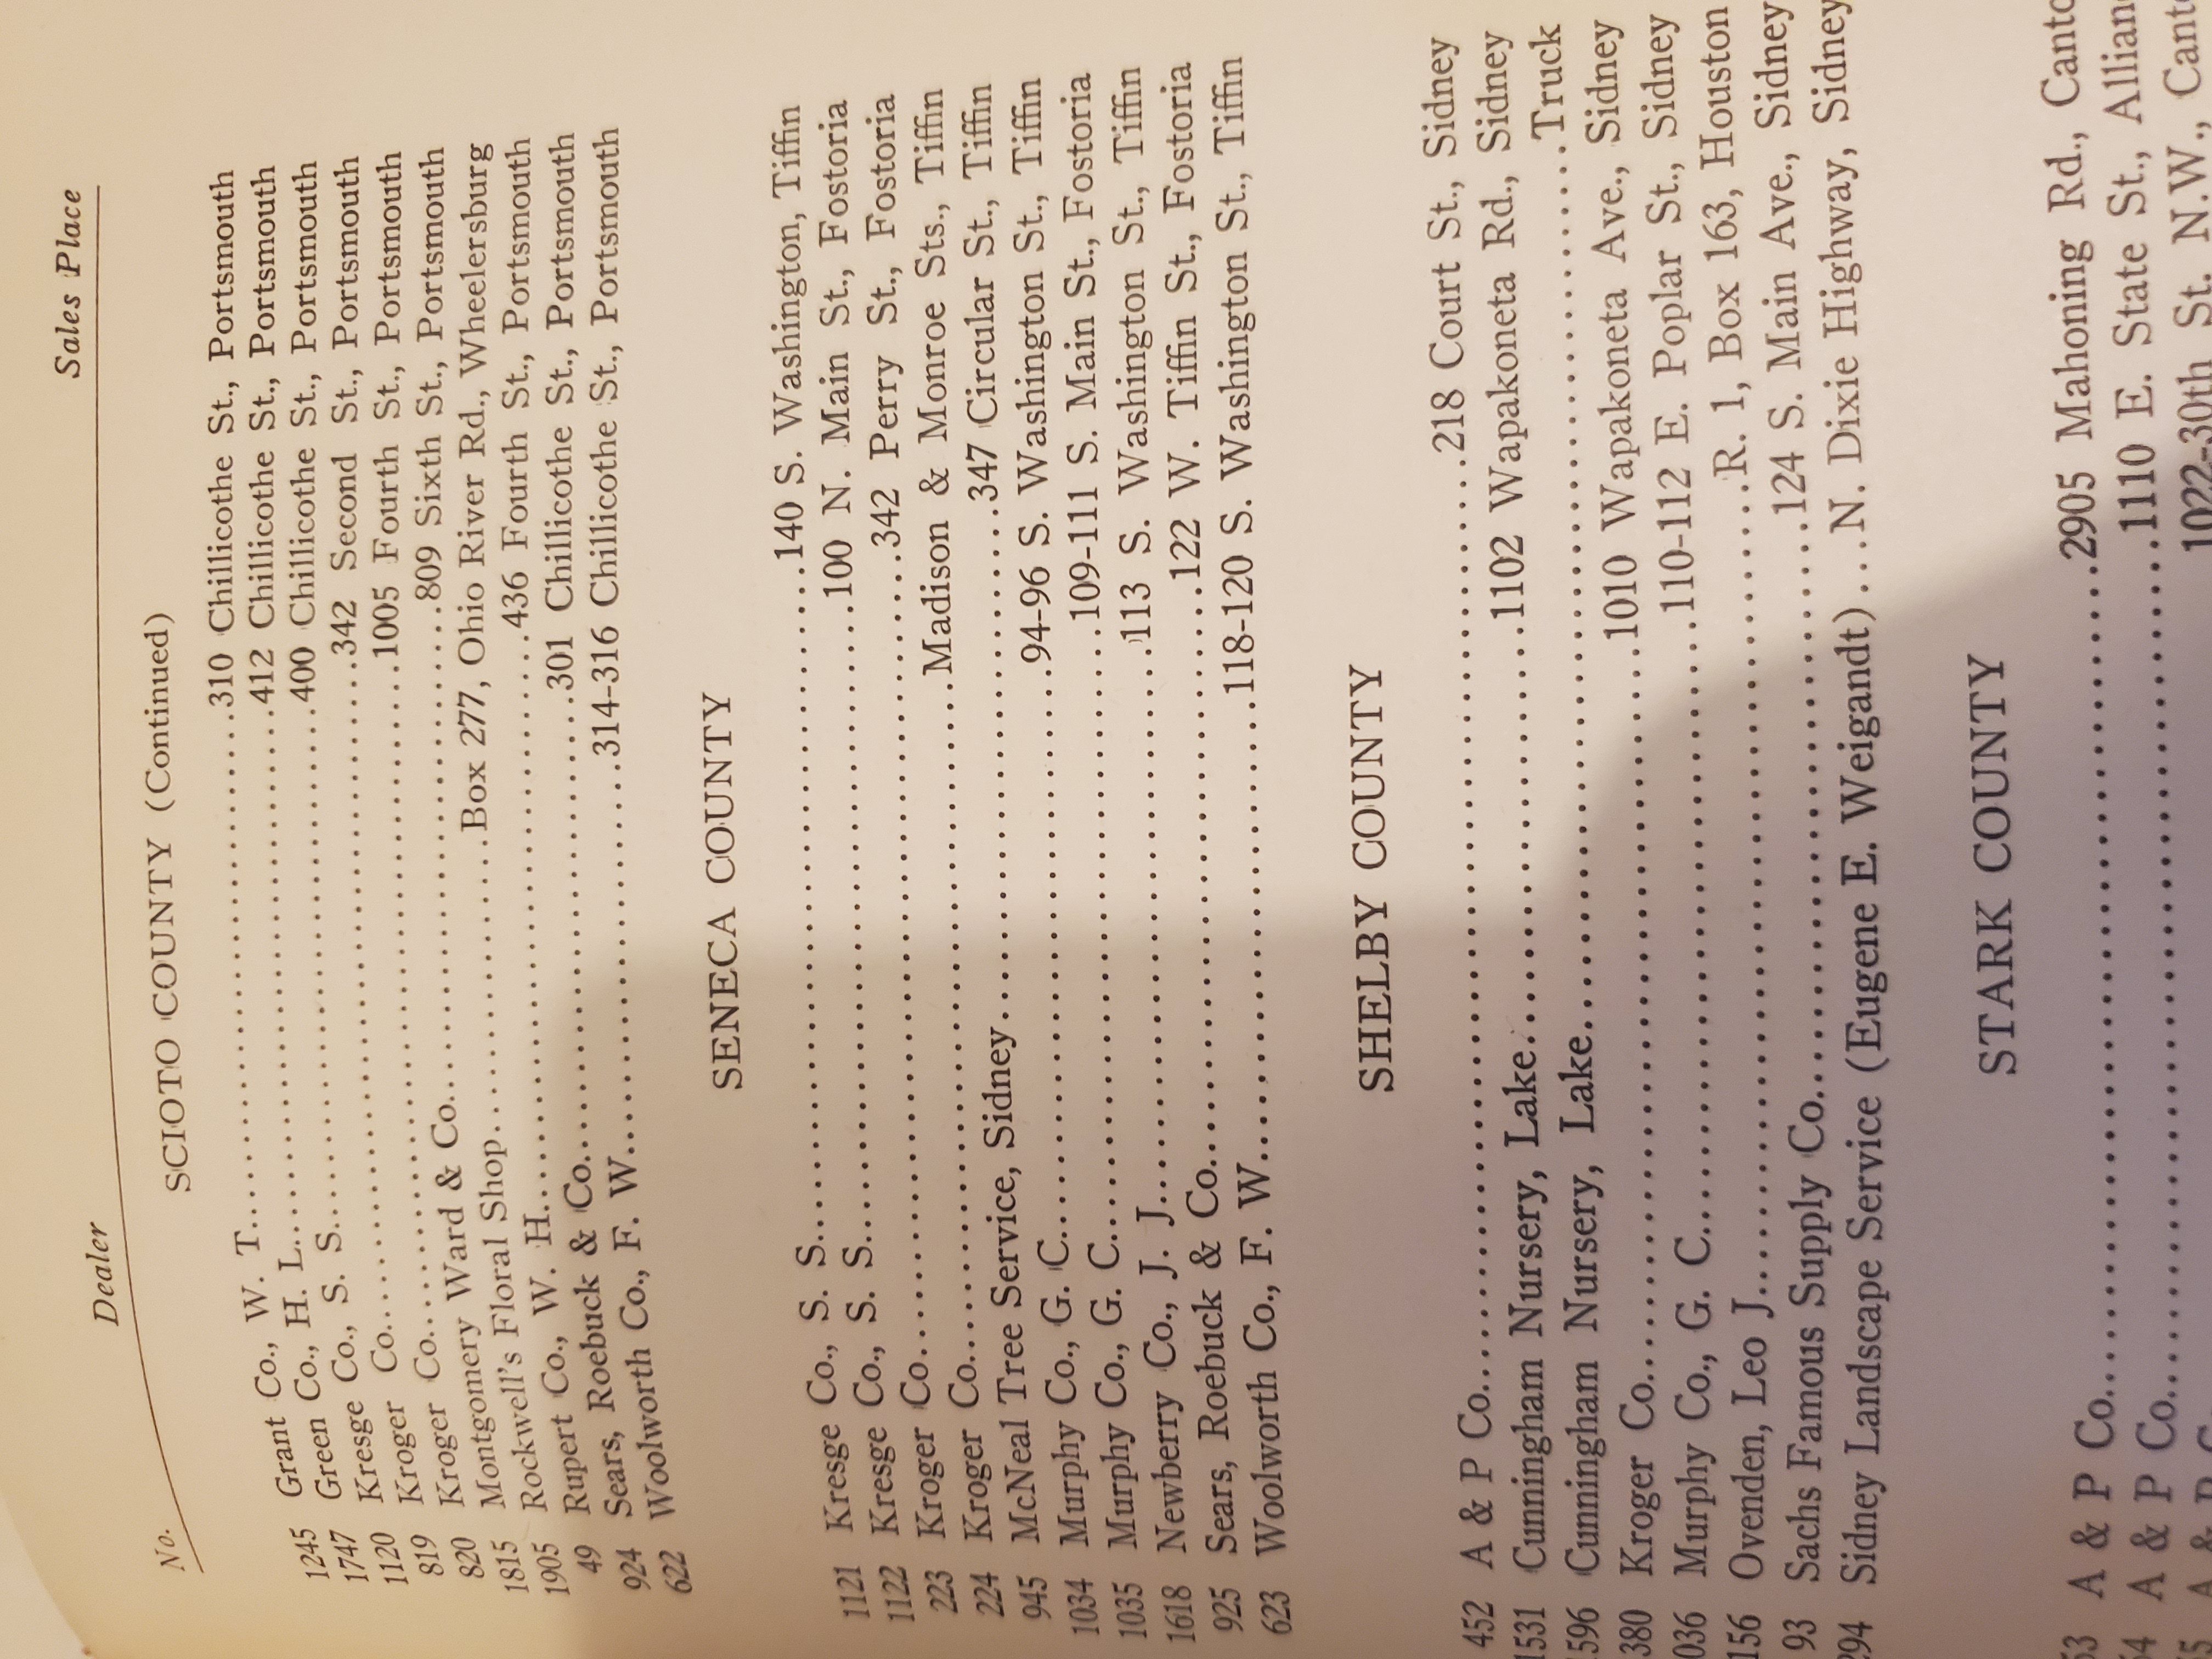 No. Dealer Sales Place
SCIOTO COUNTY (Continued)
1245 Grant Co., W. T. 310 Chillicothe St., Portsmouth
1747 Green Co., H. L. 412 Chillicothe St., Portsmouth
1120 Kresge Co., S. S. 400 Chillicothe St., Portsmouth
819 Kroger Co. 342 Second St., Portsmouth
820 Kroger Co. 1005 Fourth St., Portsmouth
1815 Montgomery Ward & Co. 809 Sixth St., Portsmouth
1905 Rockwell's Floral Shop Box 277, Ohio River Rd., Wheelersburg
49 Rupert Co., W. H. 436 Fourth St., Portsmouth
924 Sears, Roebuck & Co. 301 Chillicothe St., Portsmouth
622 Woolworth Co., F. W. 314-316 Chillicothe St., Portsmouth
SENECA COUNTY
1121 Kresge Co., S. S. 140 S. Washington, Tiffin
1122 Kresge Co., S. S. 100 N. Main St., Fostoria
223 Kroger Co. 342 Perry St., Fostoria
224 Kroger Co. Madison & Monroe Sts., Tiffin
945 McNeal Tree Service, Sidney 347 Circular St., Tiffin
1034 Murphy Co., G. C. 94-96 S. Washington St., Tiffin
1035 Murphy Co., G. C. 109-111 S. Main St., Fostoria
1618 Newberry Co., J. J. 113 S. Washington St., Tiffin
925 Sears, Roebuck & Co. 122 W. Tiffin St., Fostoria
623 Woolworth Co., F. W. 118-120 S. Washington St., Tiffin
SHELBY COUNTY
452 A & P Co. 218 Court St., Sidney
1531 Cunningham Nursery, Lake 1102 Wapakoneta Rd., Sidney
596 Cunningham Nursery, Lake Truck
380 Kroger Co. 1010 Wapakoneta Ave., Sidney
036 Murphy Co., G. C. 110-112 E. Poplar St., Sidney
156 Ovenden, Leo J. R. 1, Box 163, Houston
93 Sachs Famous Supply Co. 124 S. Main Ave., Sidney
294 Sidney Landscape Service (Eugene E. Weigandt) N. Dixie Highway, Sidney
STARK COUNTY
53 A & P Co. 2905 Mahoning Rd., Canto
54 A & P Co. 1110 E. State St., Allian
A & P 1022-30th St. N.W., Cant